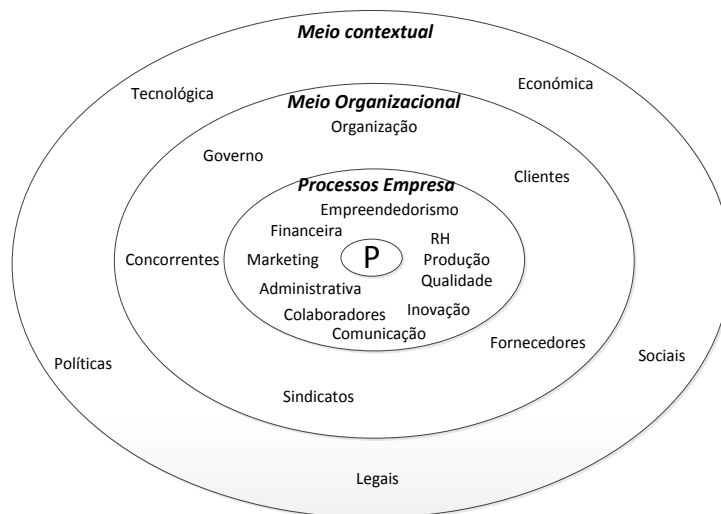 Meio contextual
Tecnológica
Económica
Meio Organizacional
Organização
Governo
Clientes
Processos Empresa
Empreendedorismo
Financeira
RH
Concorrentes
Marketing
P
Produção
Qualidade
Administrativa
Inovação
Colaboradores
Comunicação
Fornecedores
Políticas
Sociais
Sindicatos
Legais